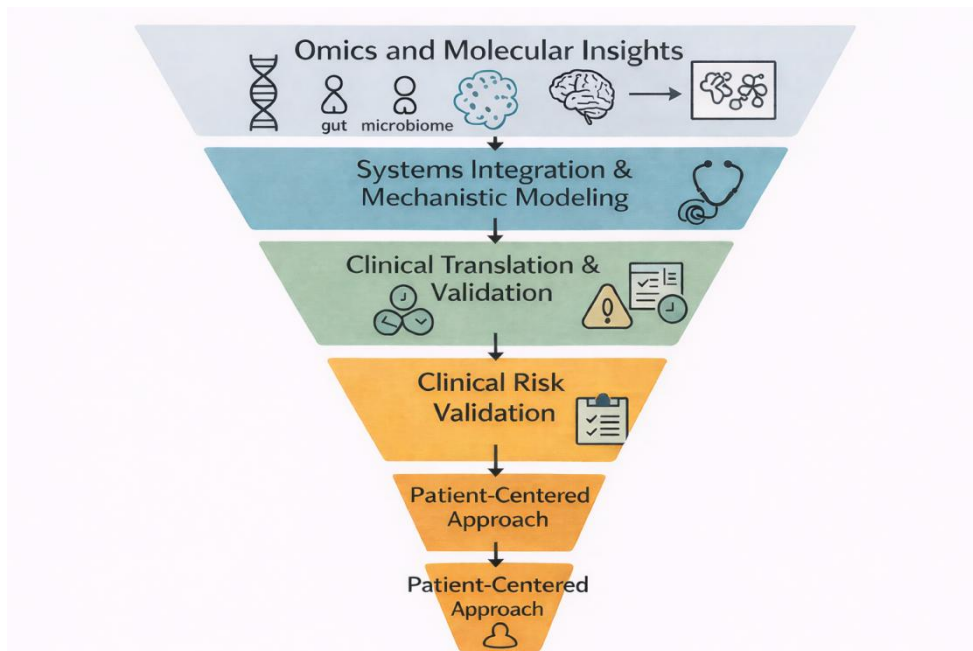 Omics and Molecular Insights
gut microbiome
Systems Integration &
Mechanistic Modeling
Clinical Translation &
Validation
Clinical Risk
Validation
Patient-Centered
Approach
Patient-Centered
Approach